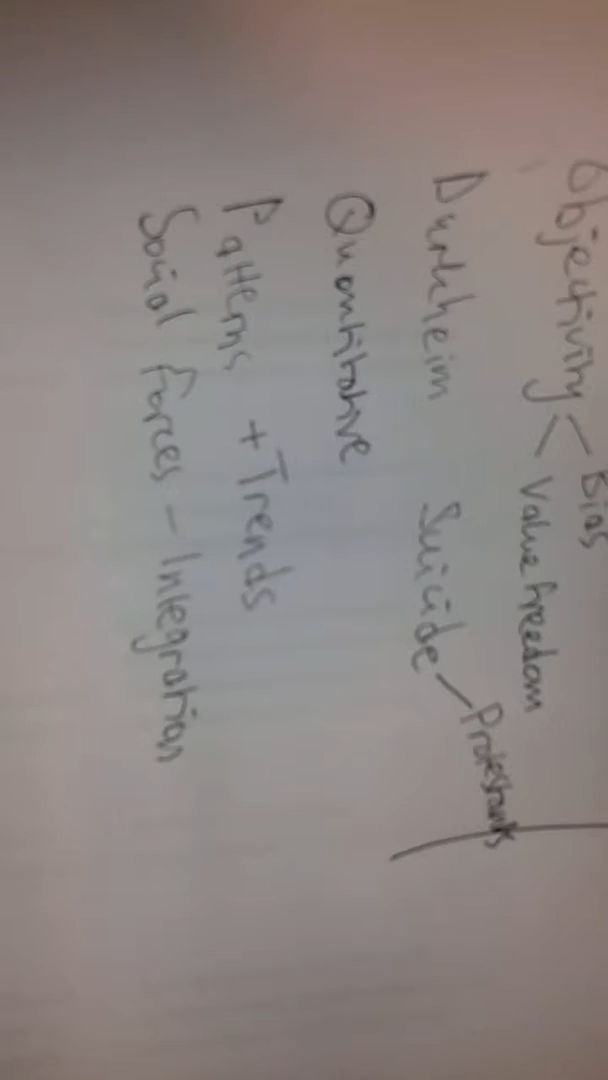 Objectivity < Bias
Value freedom
Durkheim Suicide - Protestants
Quantitative
Patterns + Trends
Social Forces - Integration